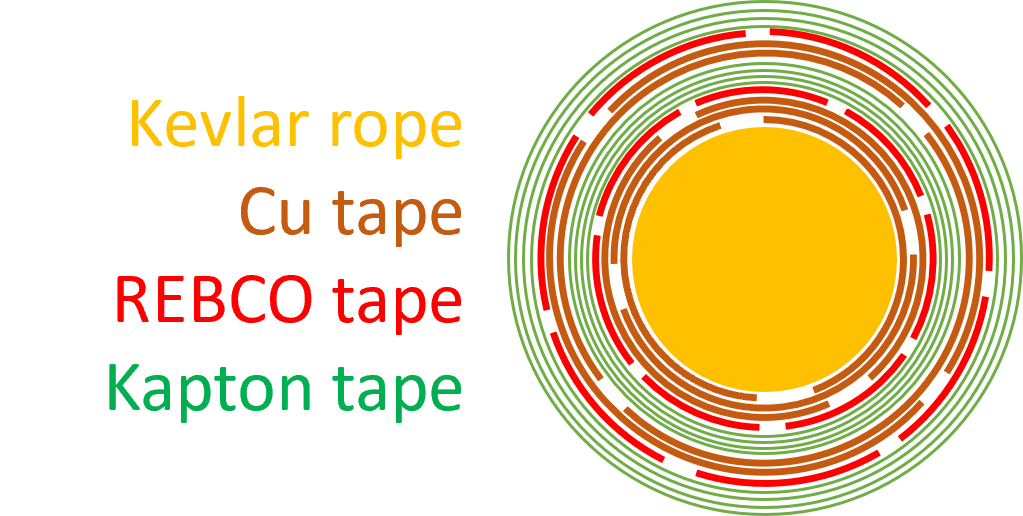 Kevlar rope
Cu tape
REBCO tape
Kapton tape